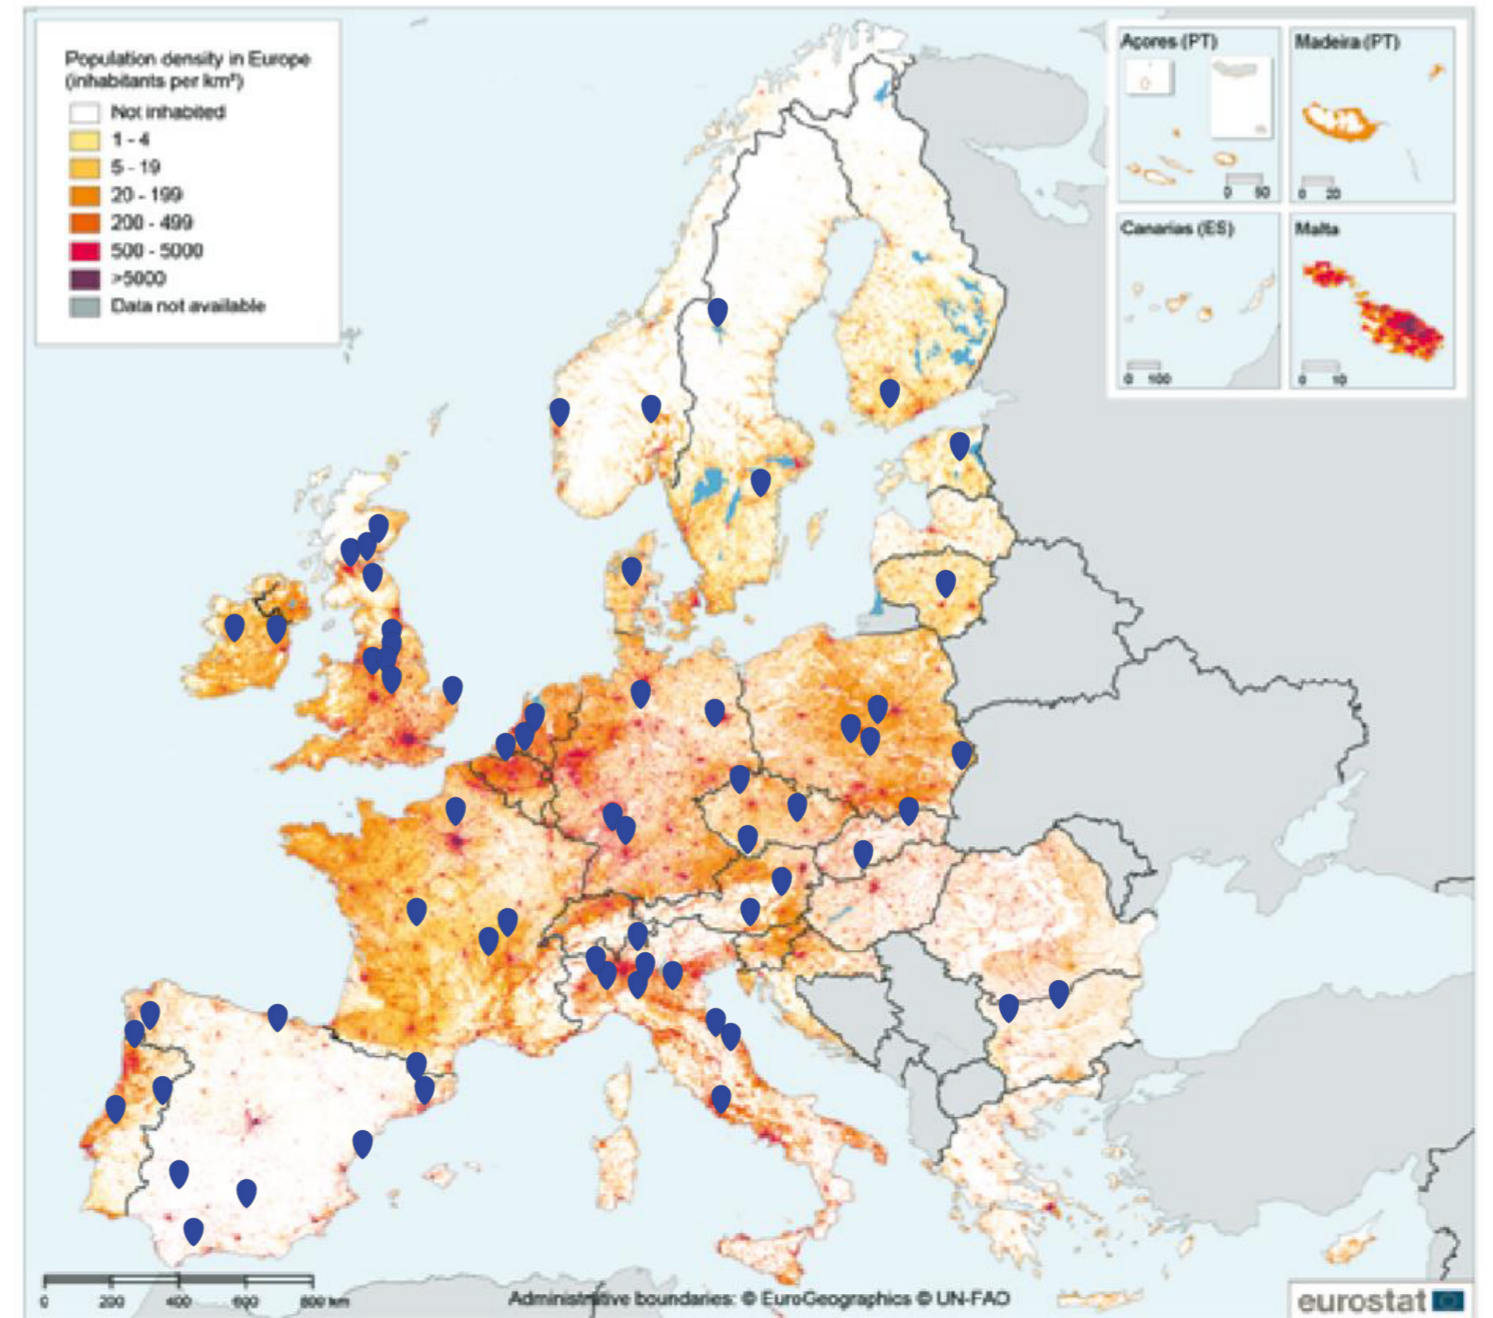 Population density in Europe
(inhabitants per km²)
Not inhabited
1 - 4
5 - 19
20 - 199
200 - 499
500 - 5000
>5000
Data not available
Açores (PT)
0 50
Madeira (PT)
0 20
Canarias (ES)
0 100
Malta
0 10
0 200 400 600 800 km
Administrative boundaries: © EuroGeographics © UN-FAO
eurostat